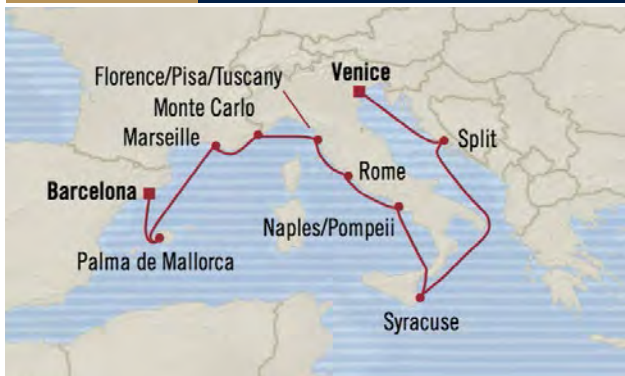 Florence/Pisa/Tuscany
Venice
Monte Carlo
Marseille
Split
Rome
Barcelona
Naples/Pompeii
Palma de Mallorca
Syracuse